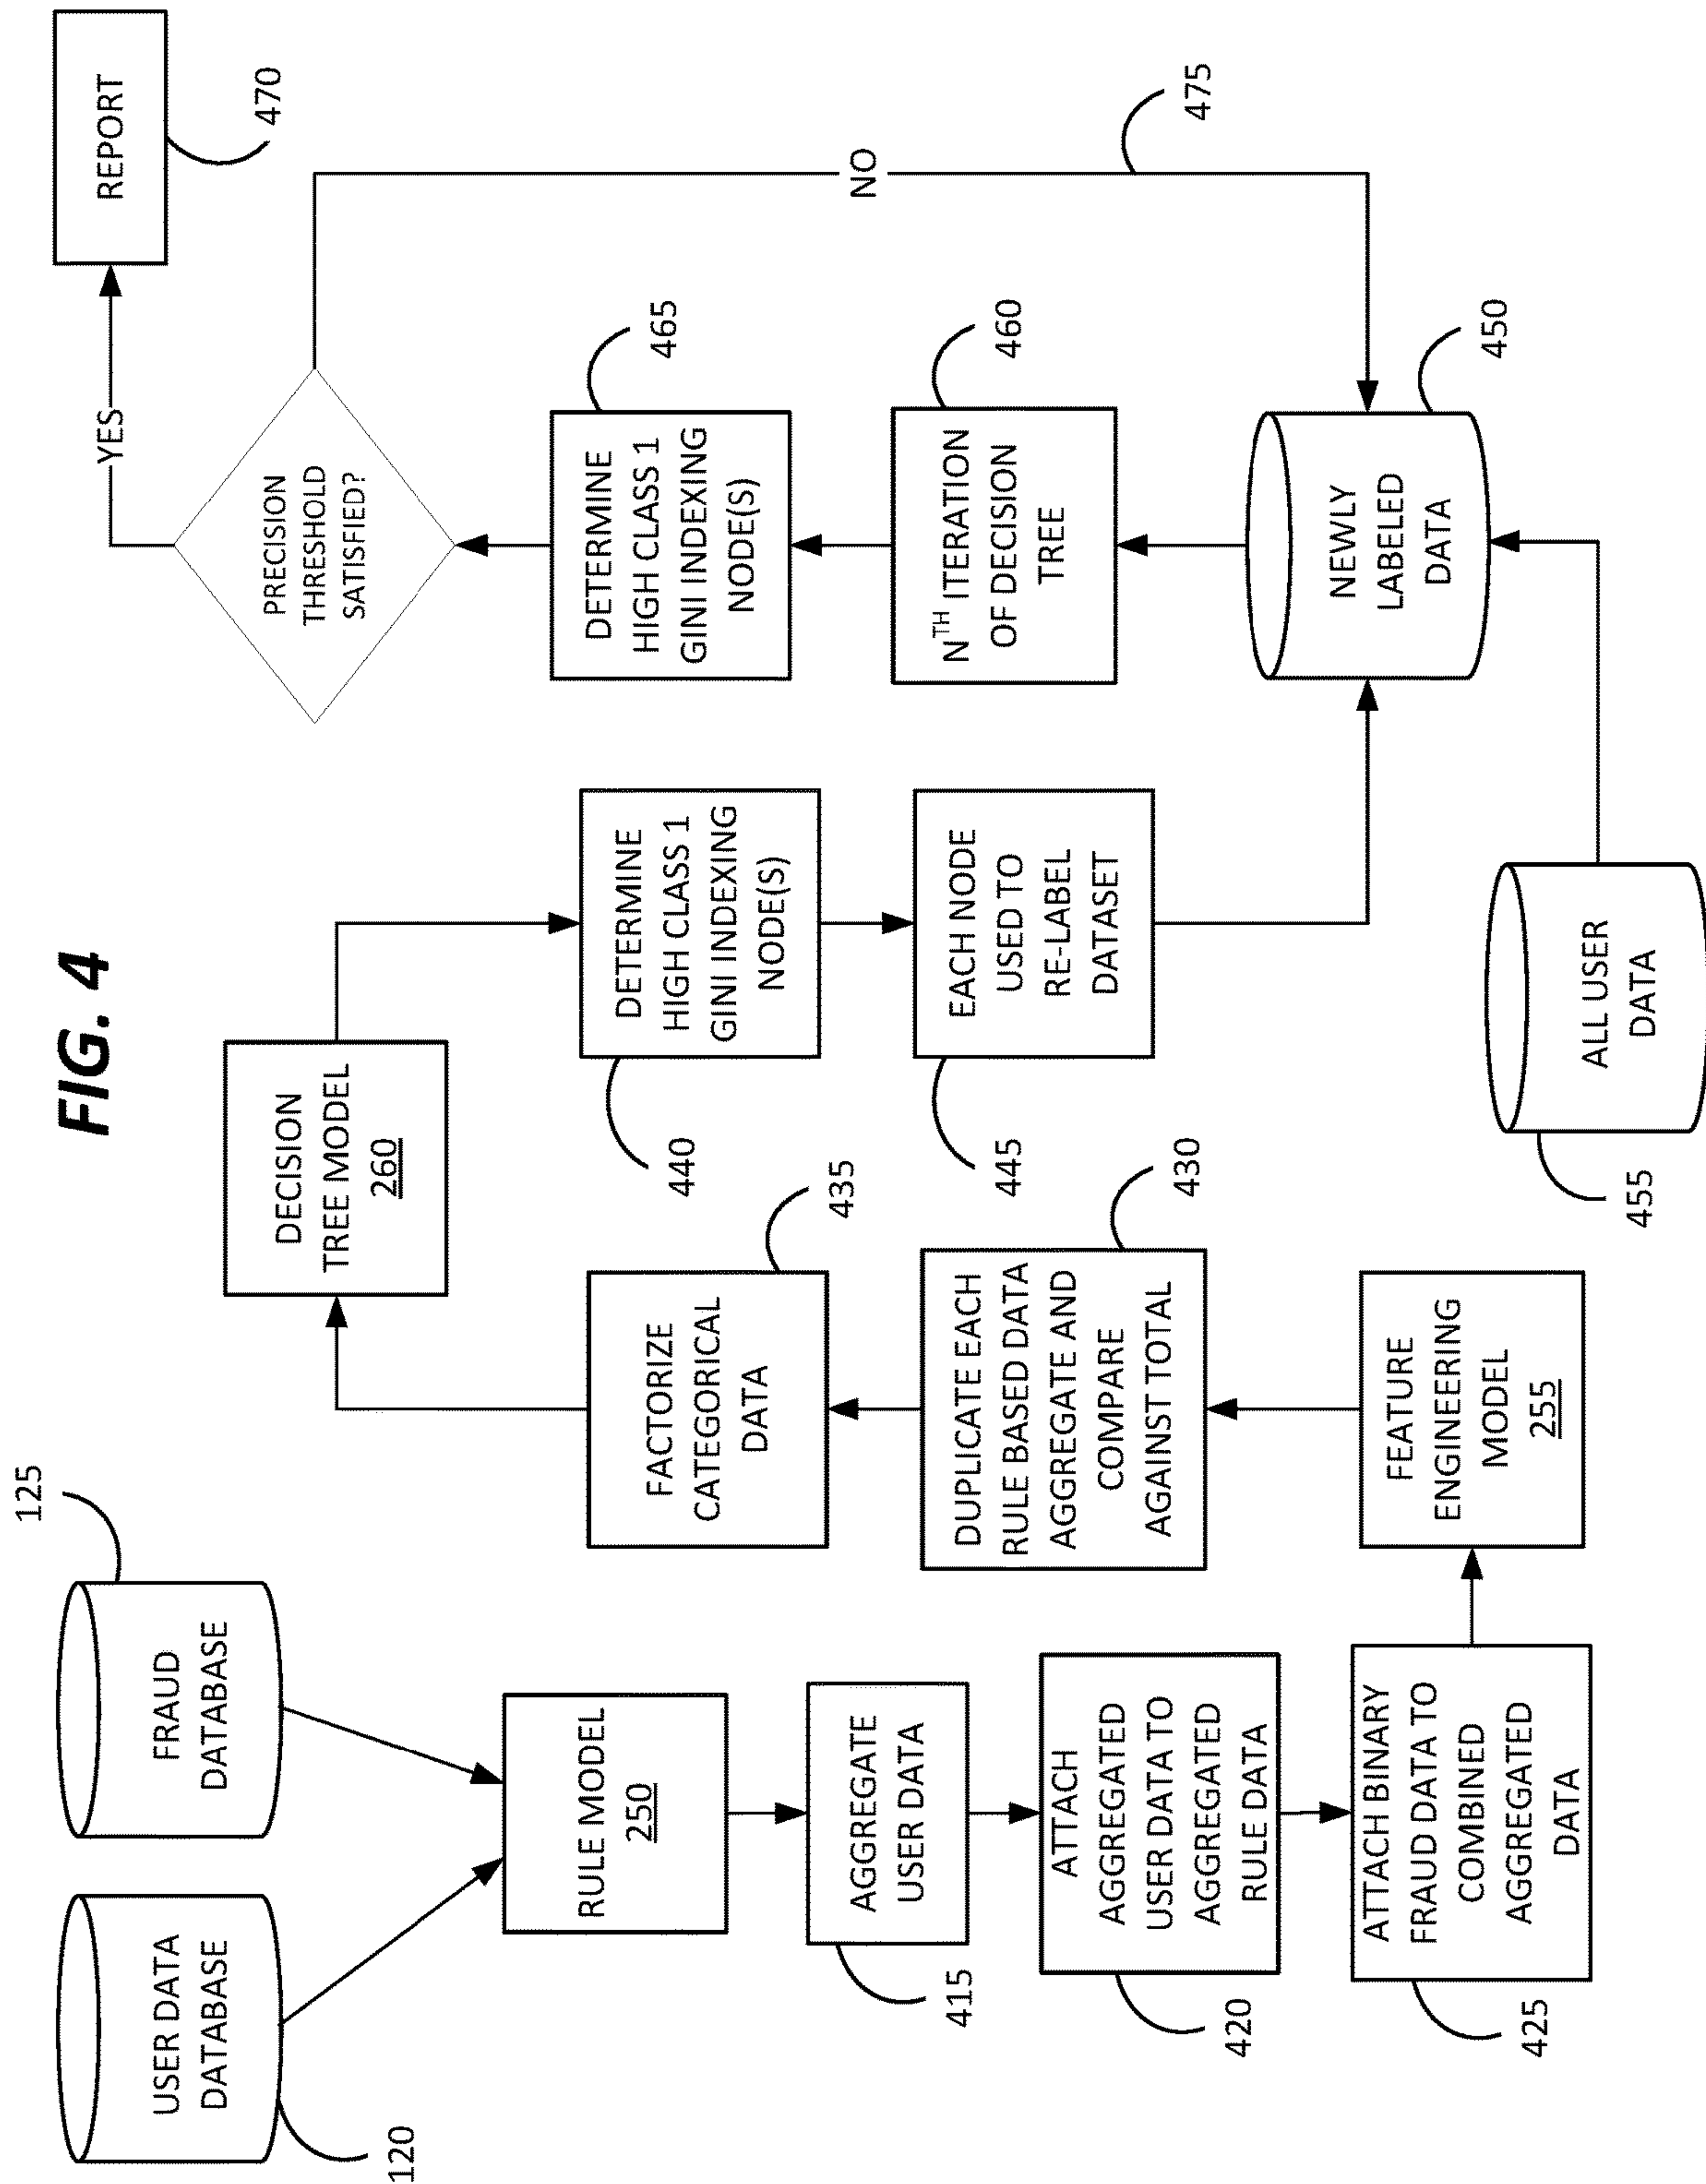 FIG. 4
125
USER DATA
DATABASE
120
FRAUD
DATABASE
RULE MODEL
250
AGGREGATE
USER DATA
415
ATTACH
AGGREGATED
USER DATA TO
AGGREGATED
RULE DATA
420
ATTACH BINARY
FRAUD DATA TO
COMBINED
AGGREGATED
DATA
425
FEATURE
ENGINEERING
MODEL
255
DUPLICATE EACH
RULE BASED DATA
AGGREGATE AND
COMPARE
AGAINST TOTAL
430
FACTORIZE
CATEGORICAL
DATA
435
DECISION
TREE MODEL
260
DETERMINE
HIGH CLASS 1
GINI INDEXING
NODE(S)
440
EACH NODE
USED TO
RE-LABEL
DATASET
445
ALL USER
DATA
455
NEWLY
LABELED
DATA
450
NTH ITERATION
OF DECISION
TREE
460
DETERMINE
HIGH CLASS 1
GINI INDEXING
NODE(S)
465
PRECISION
THRESHOLD
SATISFIED?
YES
REPORT
470
NO
475